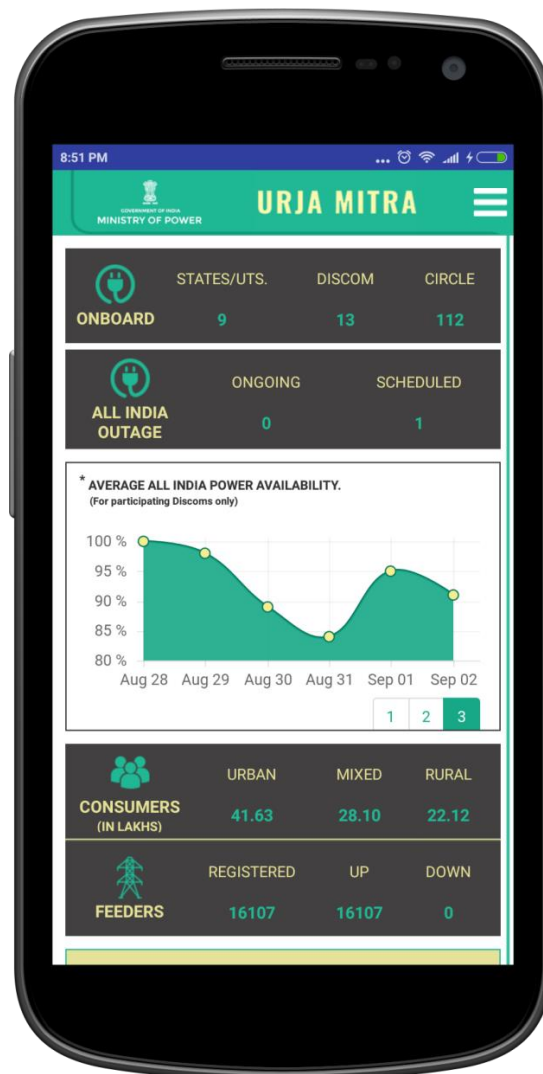 8:51 PM
GOVERNMENT OF INDIA
MINISTRY OF POWER
URJA MITRA
STATES/UTS. DISCOM CIRCLE
ONBOARD 9 13 112
ONGOING SCHEDULED
ALL INDIA
OUTAGE 0 1
* AVERAGE ALL INDIA POWER AVAILABILITY.
(For participating Discoms only)
100 %
95 %
90 %
85 %
80 %
Aug 28 Aug 29 Aug 30 Aug 31 Sep 01 Sep 02
1 2 3
URBAN MIXED RURAL
CONSUMERS
(IN LAKHS) 41.63 28.10 22.12
REGISTERED UP DOWN
FEEDERS 16107 16107 0